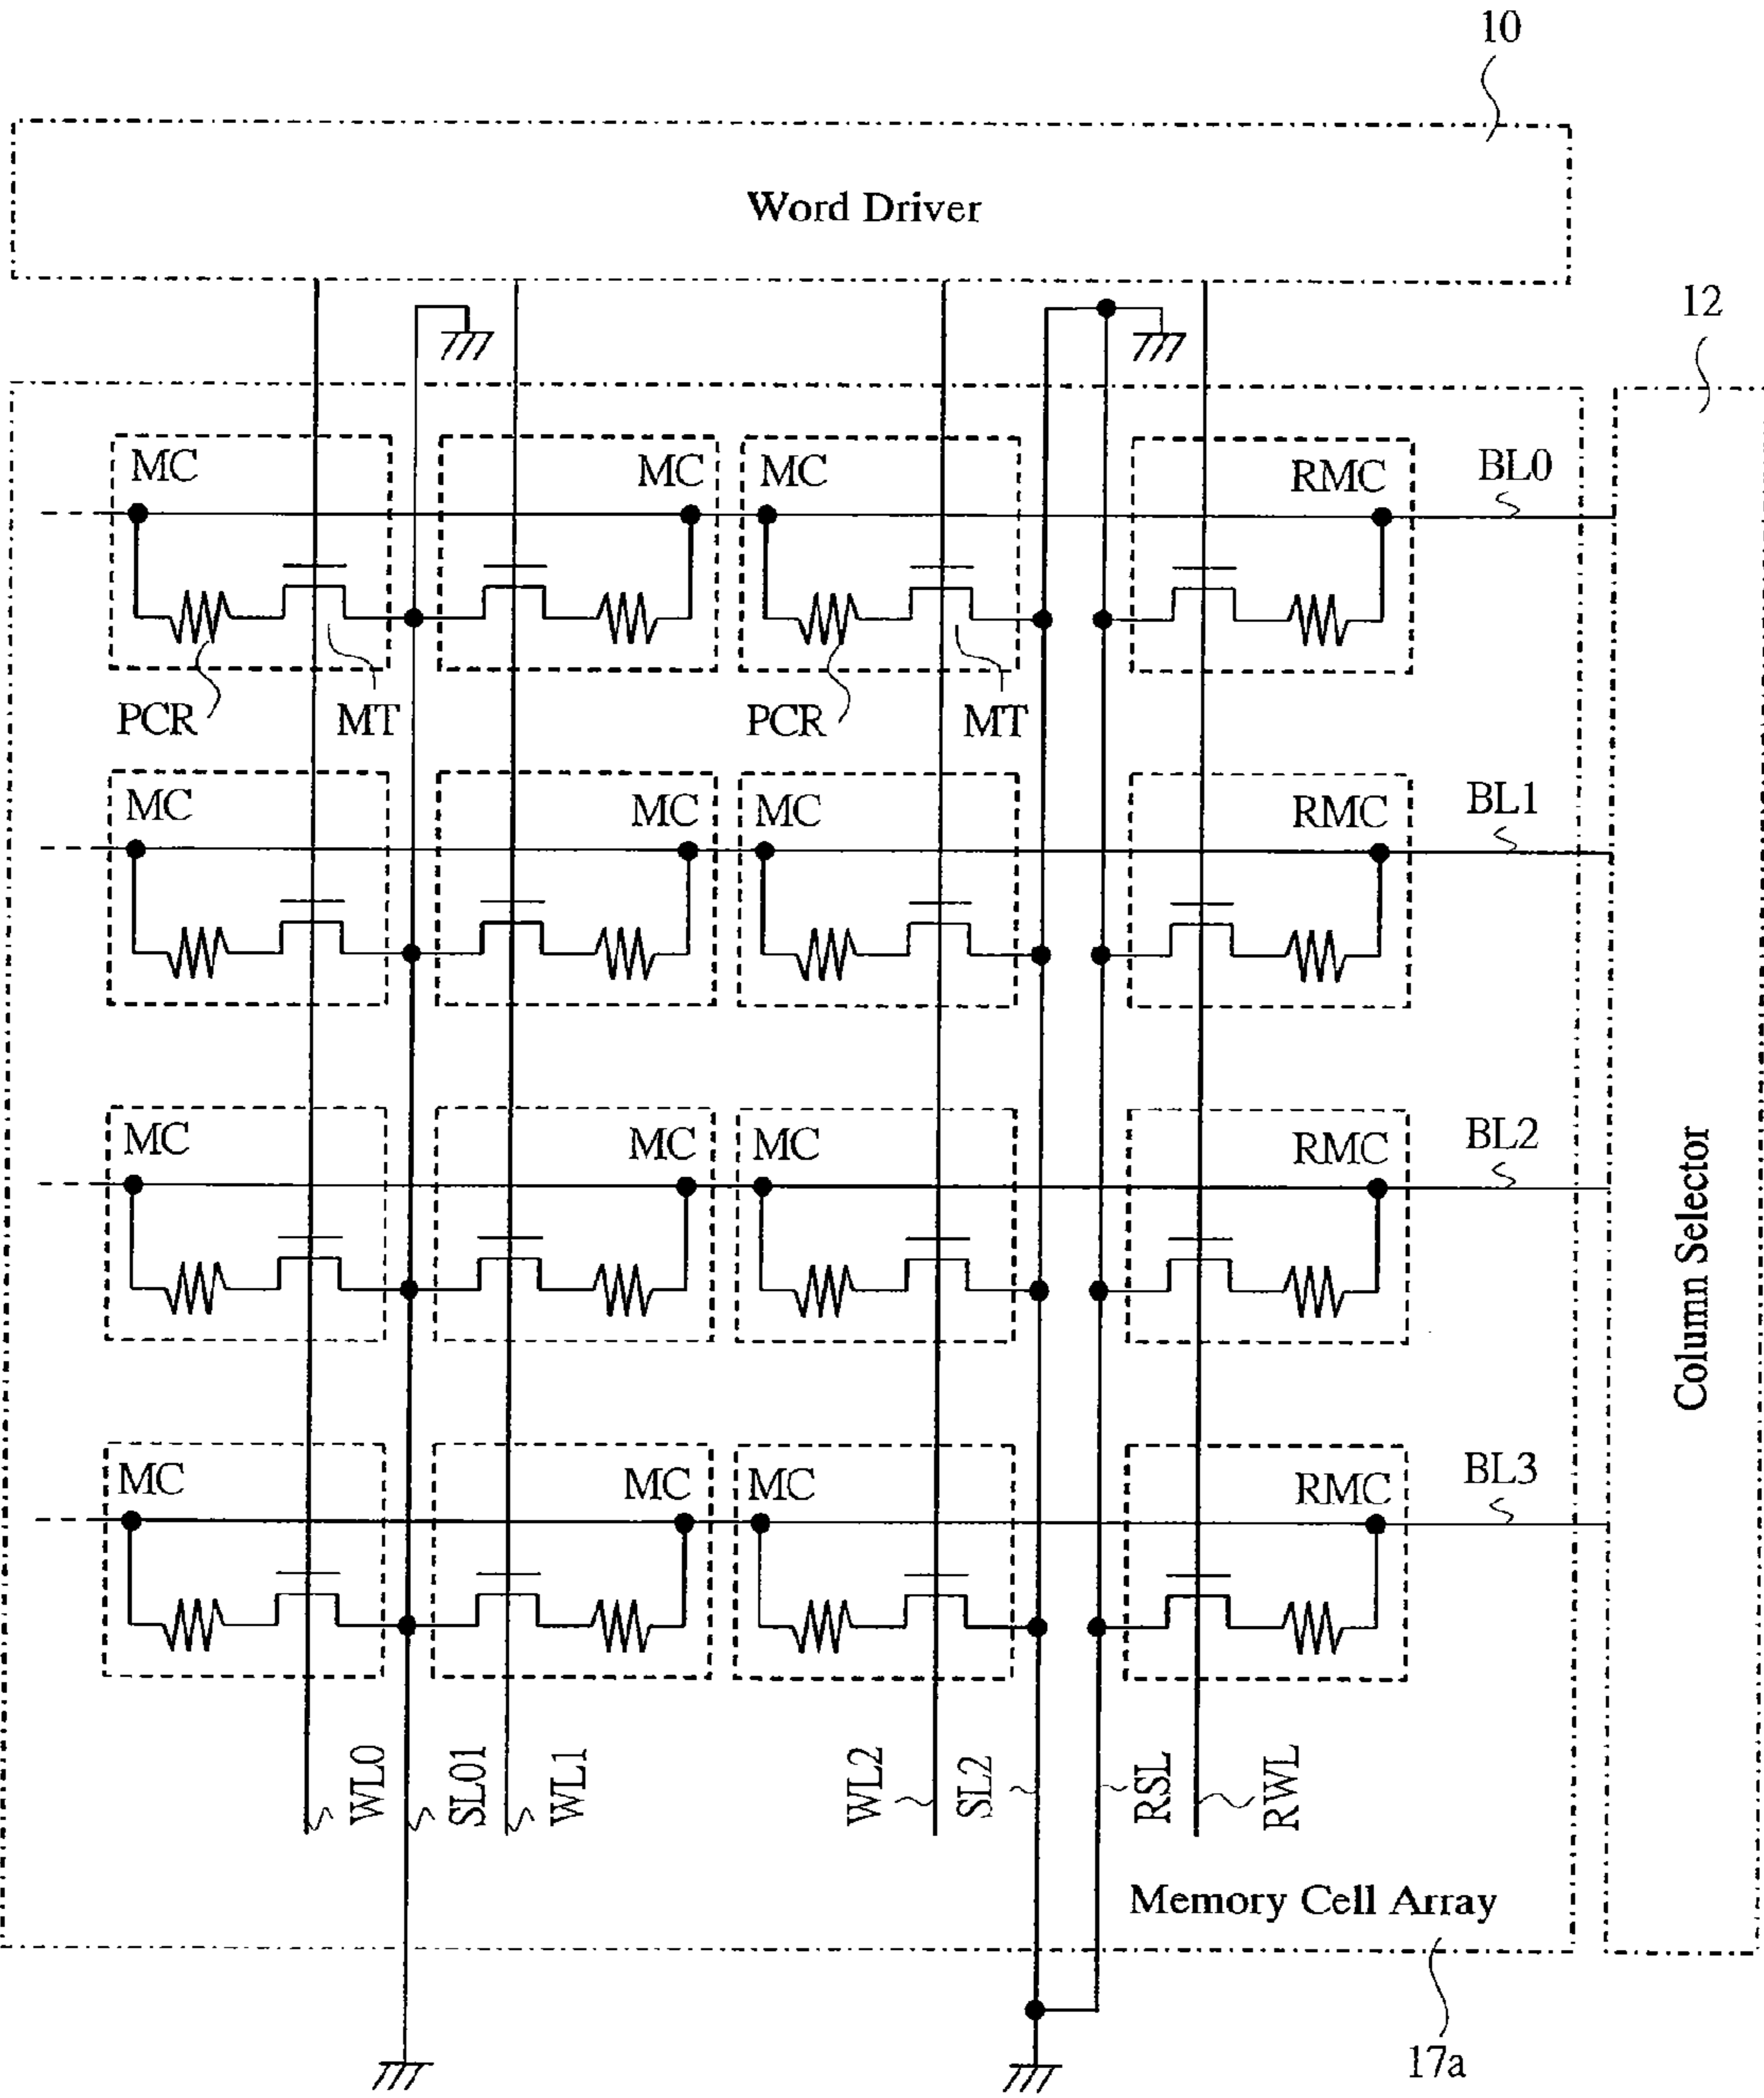 10
Word Driver
12
MC MC MC RMC BL0
PCR MT PCR MT
MC MC MC RMC BL1
MC MC MC RMC BL2
Column Selector
MC MC MC RMC BL3
WL0 SL01 WL1 WL2 SL2 RSL RWL
Memory Cell Array
17a